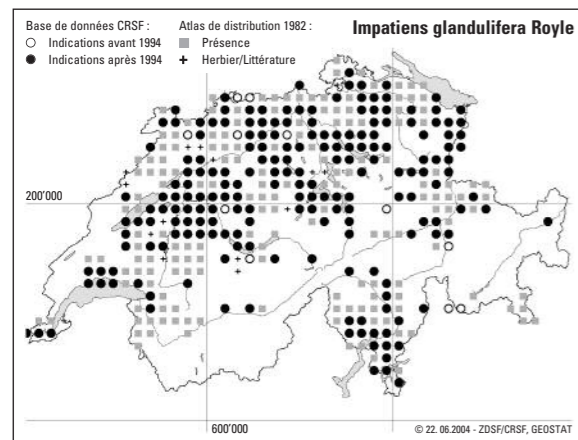 Base de données CRSF : Atlas de distribution 1982 : Impatiens glandulifera Royle
Indications avant 1994 Présence
Indications après 1994 Herbier/Littérature
200'000
600'000
© 22. 06.2004 - ZDSF/CRSF, GEOSTAT